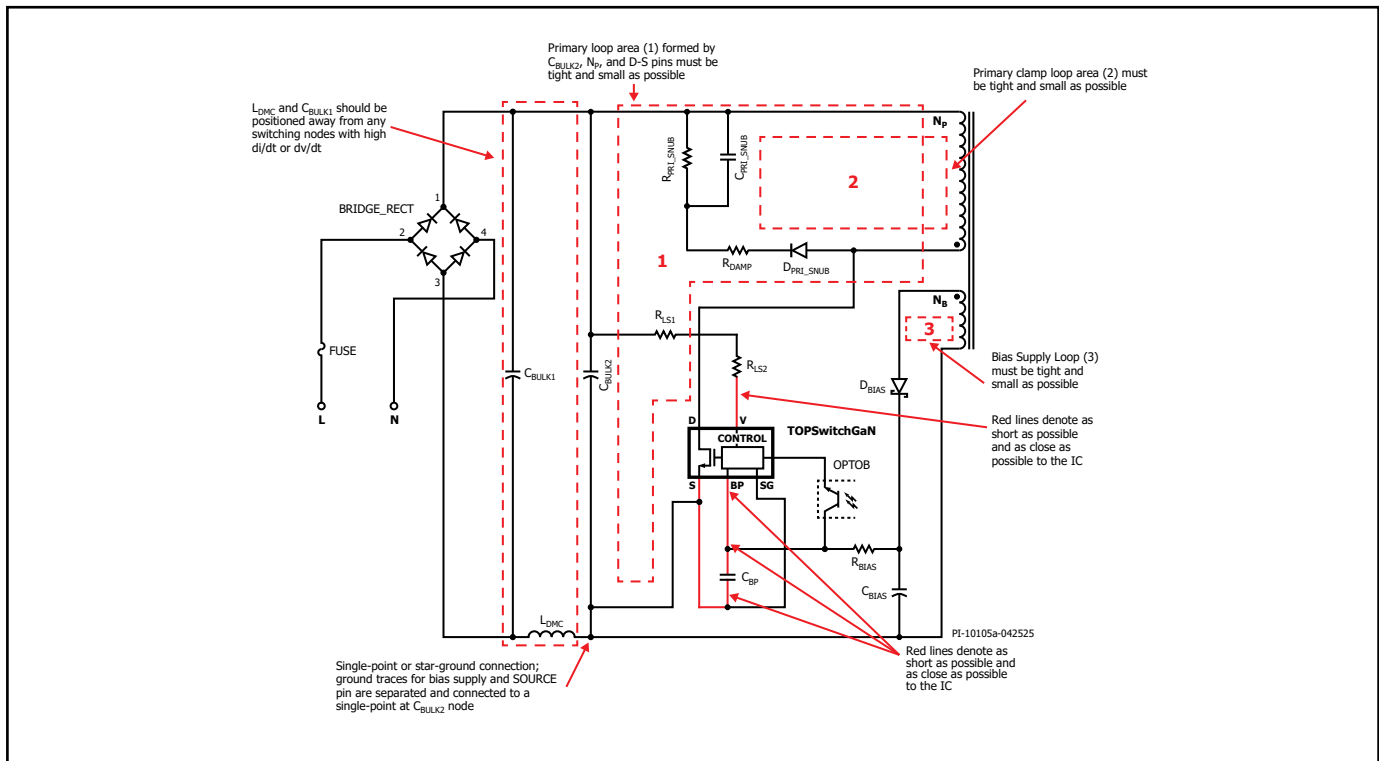 Primary loop area (1) formed by
CBULK2, NP, and D-S pins must be
tight and small as possible
Primary clamp loop area (2) must
be tight and small as possible
LDMC and CBULK1 should be
positioned away from any
switching nodes with high
di/dt or dv/dt
NP
RPRI_SNUB
CPRI_SNUB
2
BRIDGE_RECT
1
2
4
3
1
RDAMP
DPRI_SNUB
NB
3
RLS1
FUSE
RLS2
Bias Supply Loop (3)
must be tight and
small as possible
CBULK1
CBULK2
DBIAS
L
N
D
V
TOPSwitchGaN
CONTROL
Red lines denote as
short as possible
and as close as
possible to the IC
OPTOB
S
BP
SG
RBIAS
CBP
CBIAS
LDMC
PI-10105a-042525
Single-point or star-ground connection;
ground traces for bias supply and SOURCE
pin are separated and connected to a
single-point at CBULK2 node
Red lines denote as
short as possible and
as close as possible
to the IC